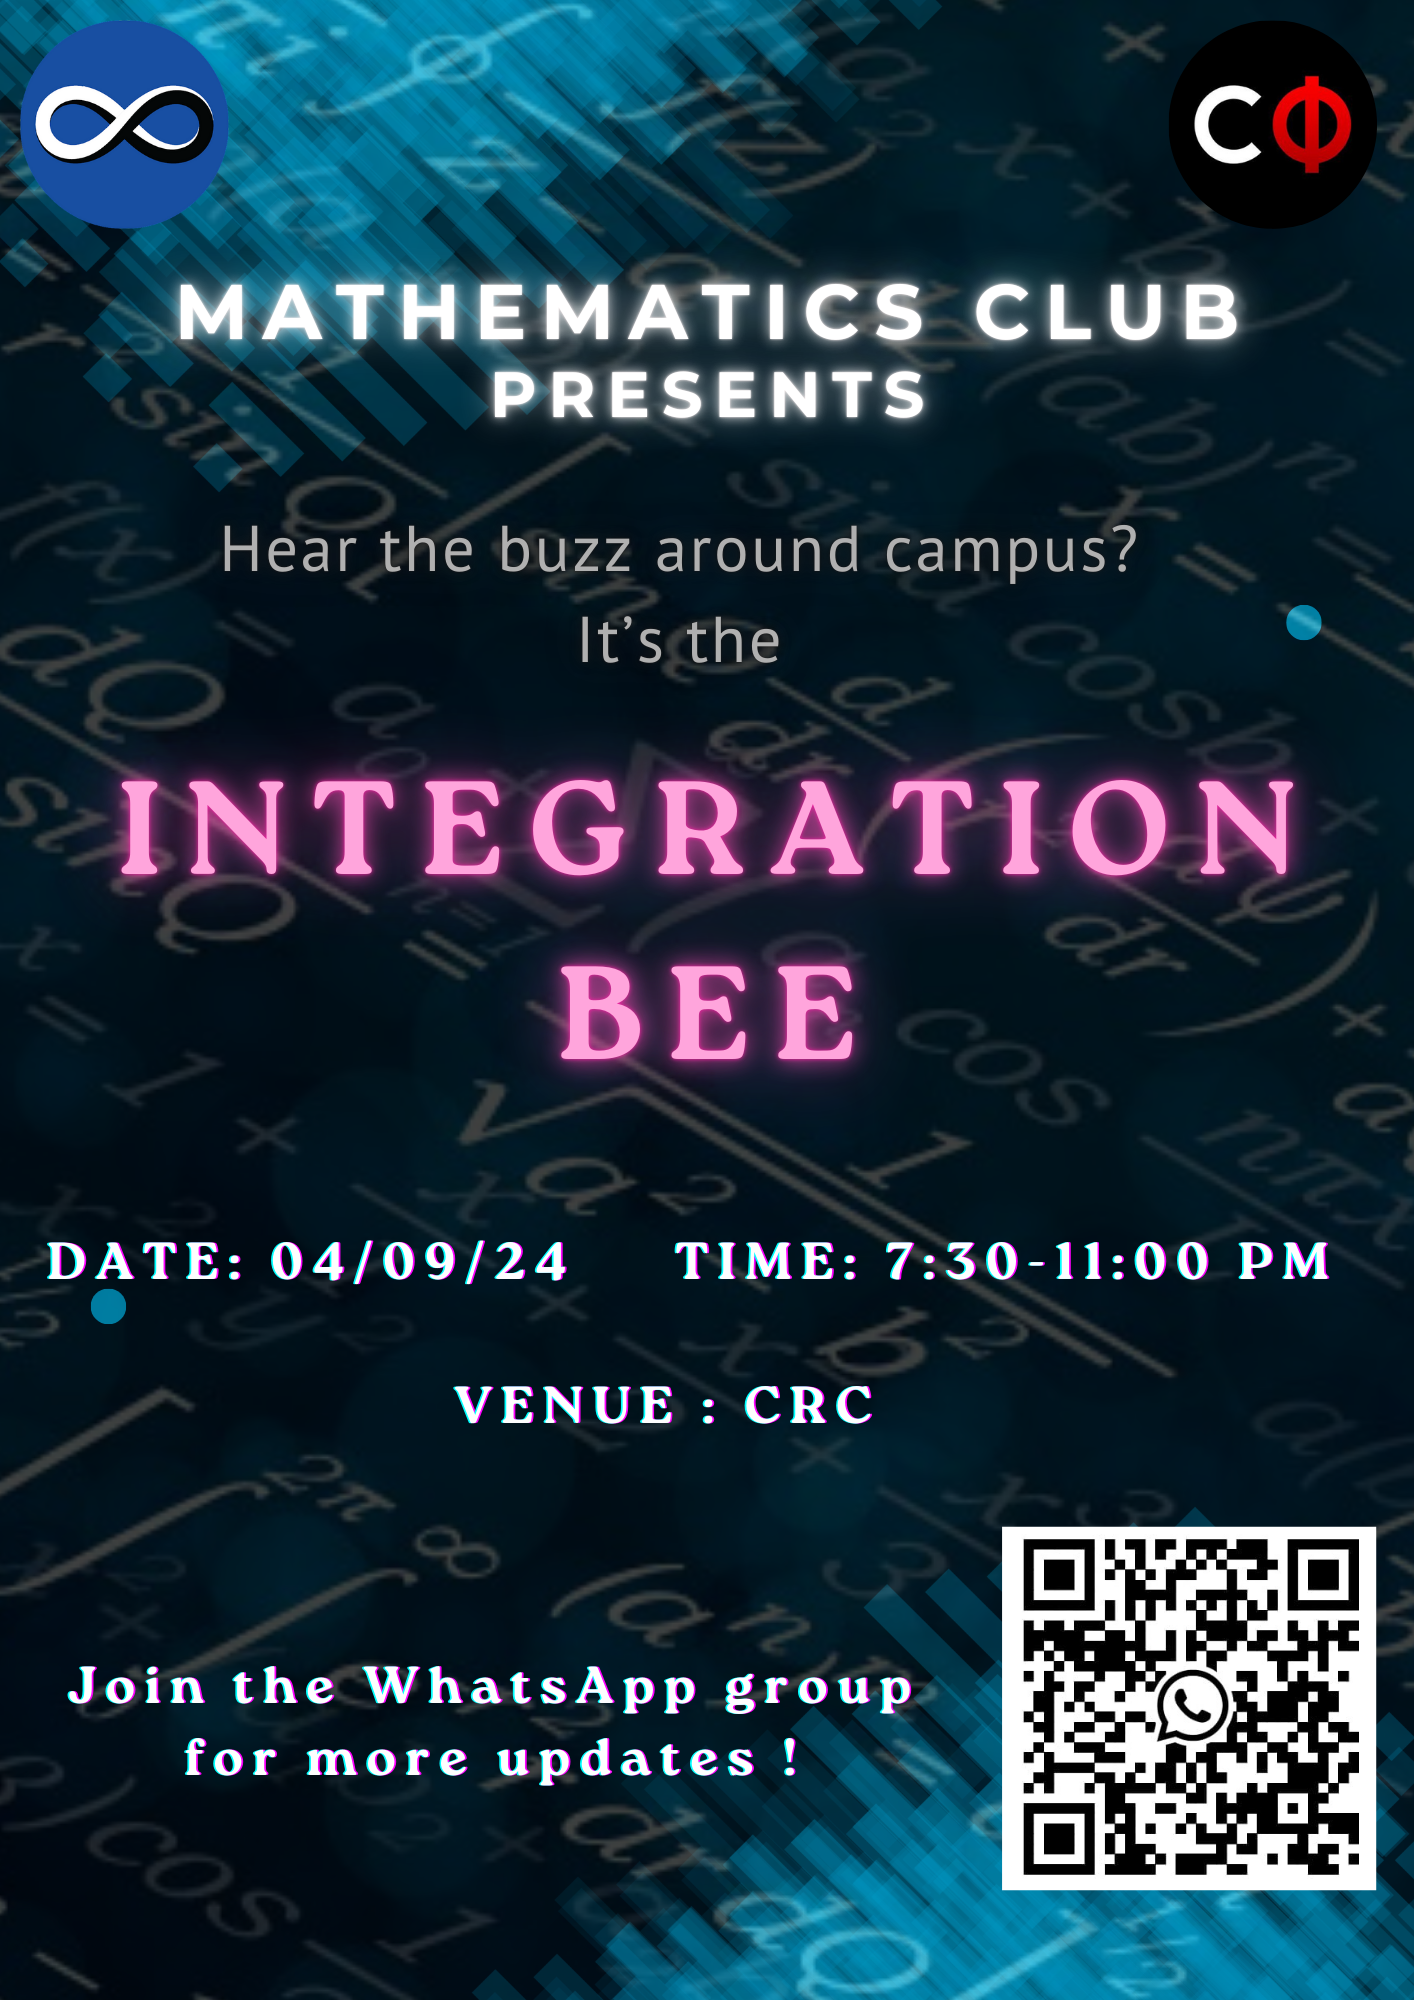 CΦ
MATHEMATICS CLUB
PRESENTS
Hear the buzz around campus?
It's the
INTEGRATION
BEE
DATE: 04/09/24 TIME: 7:30-11:00 PM
VENUE : CRC
Join the WhatsApp group
for more updates !